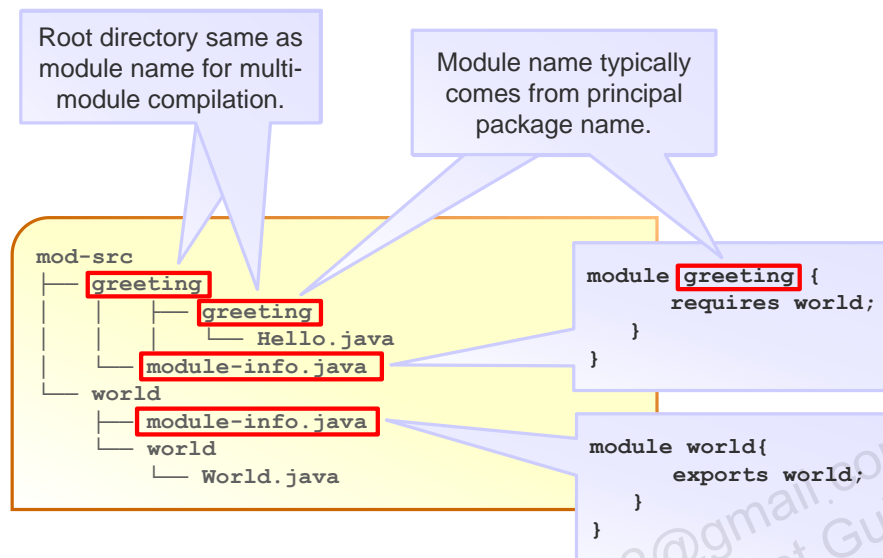 Root directory same as
module name for multi-
module compilation.
Module name typically
comes from principal
package name.
mod-src
├── greeting
│   │   ├── greeting
│   │   │   └── Hello.java
│   └── module-info.java
└── world
    ├── module-info.java
    └── world
        └── World.java
module greeting {
requires world;
}
}
module world{
exports world;
}
}